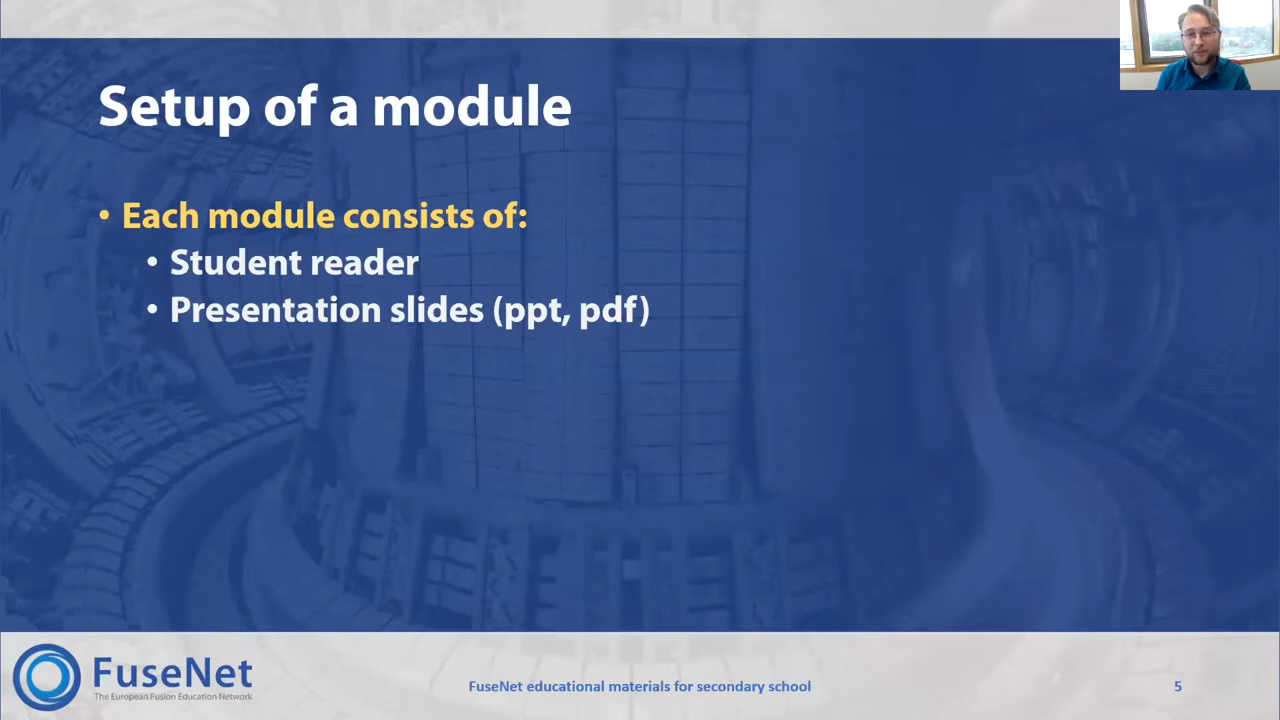 Setup of a module
• Each module consists of:
• Student reader
• Presentation slides (ppt, pdf)
FuseNet
The European Fusion Education Network
FuseNet educational materials for secondary school
5